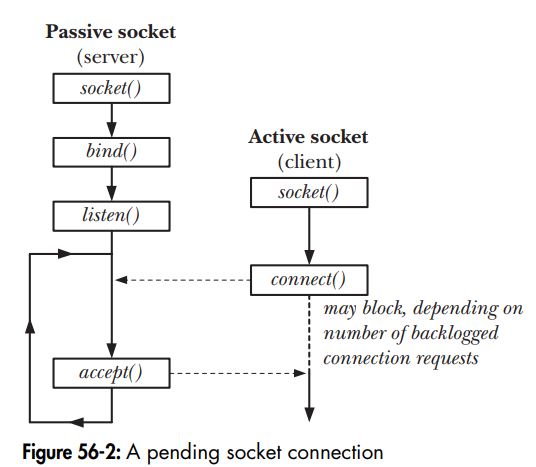 Passive socket
(server)
socket()
bind()
listen()
accept()
Active socket
(client)
socket()
connect()
may block, depending on
number of backlogged
connection requests
Figure 56-2: A pending socket connection